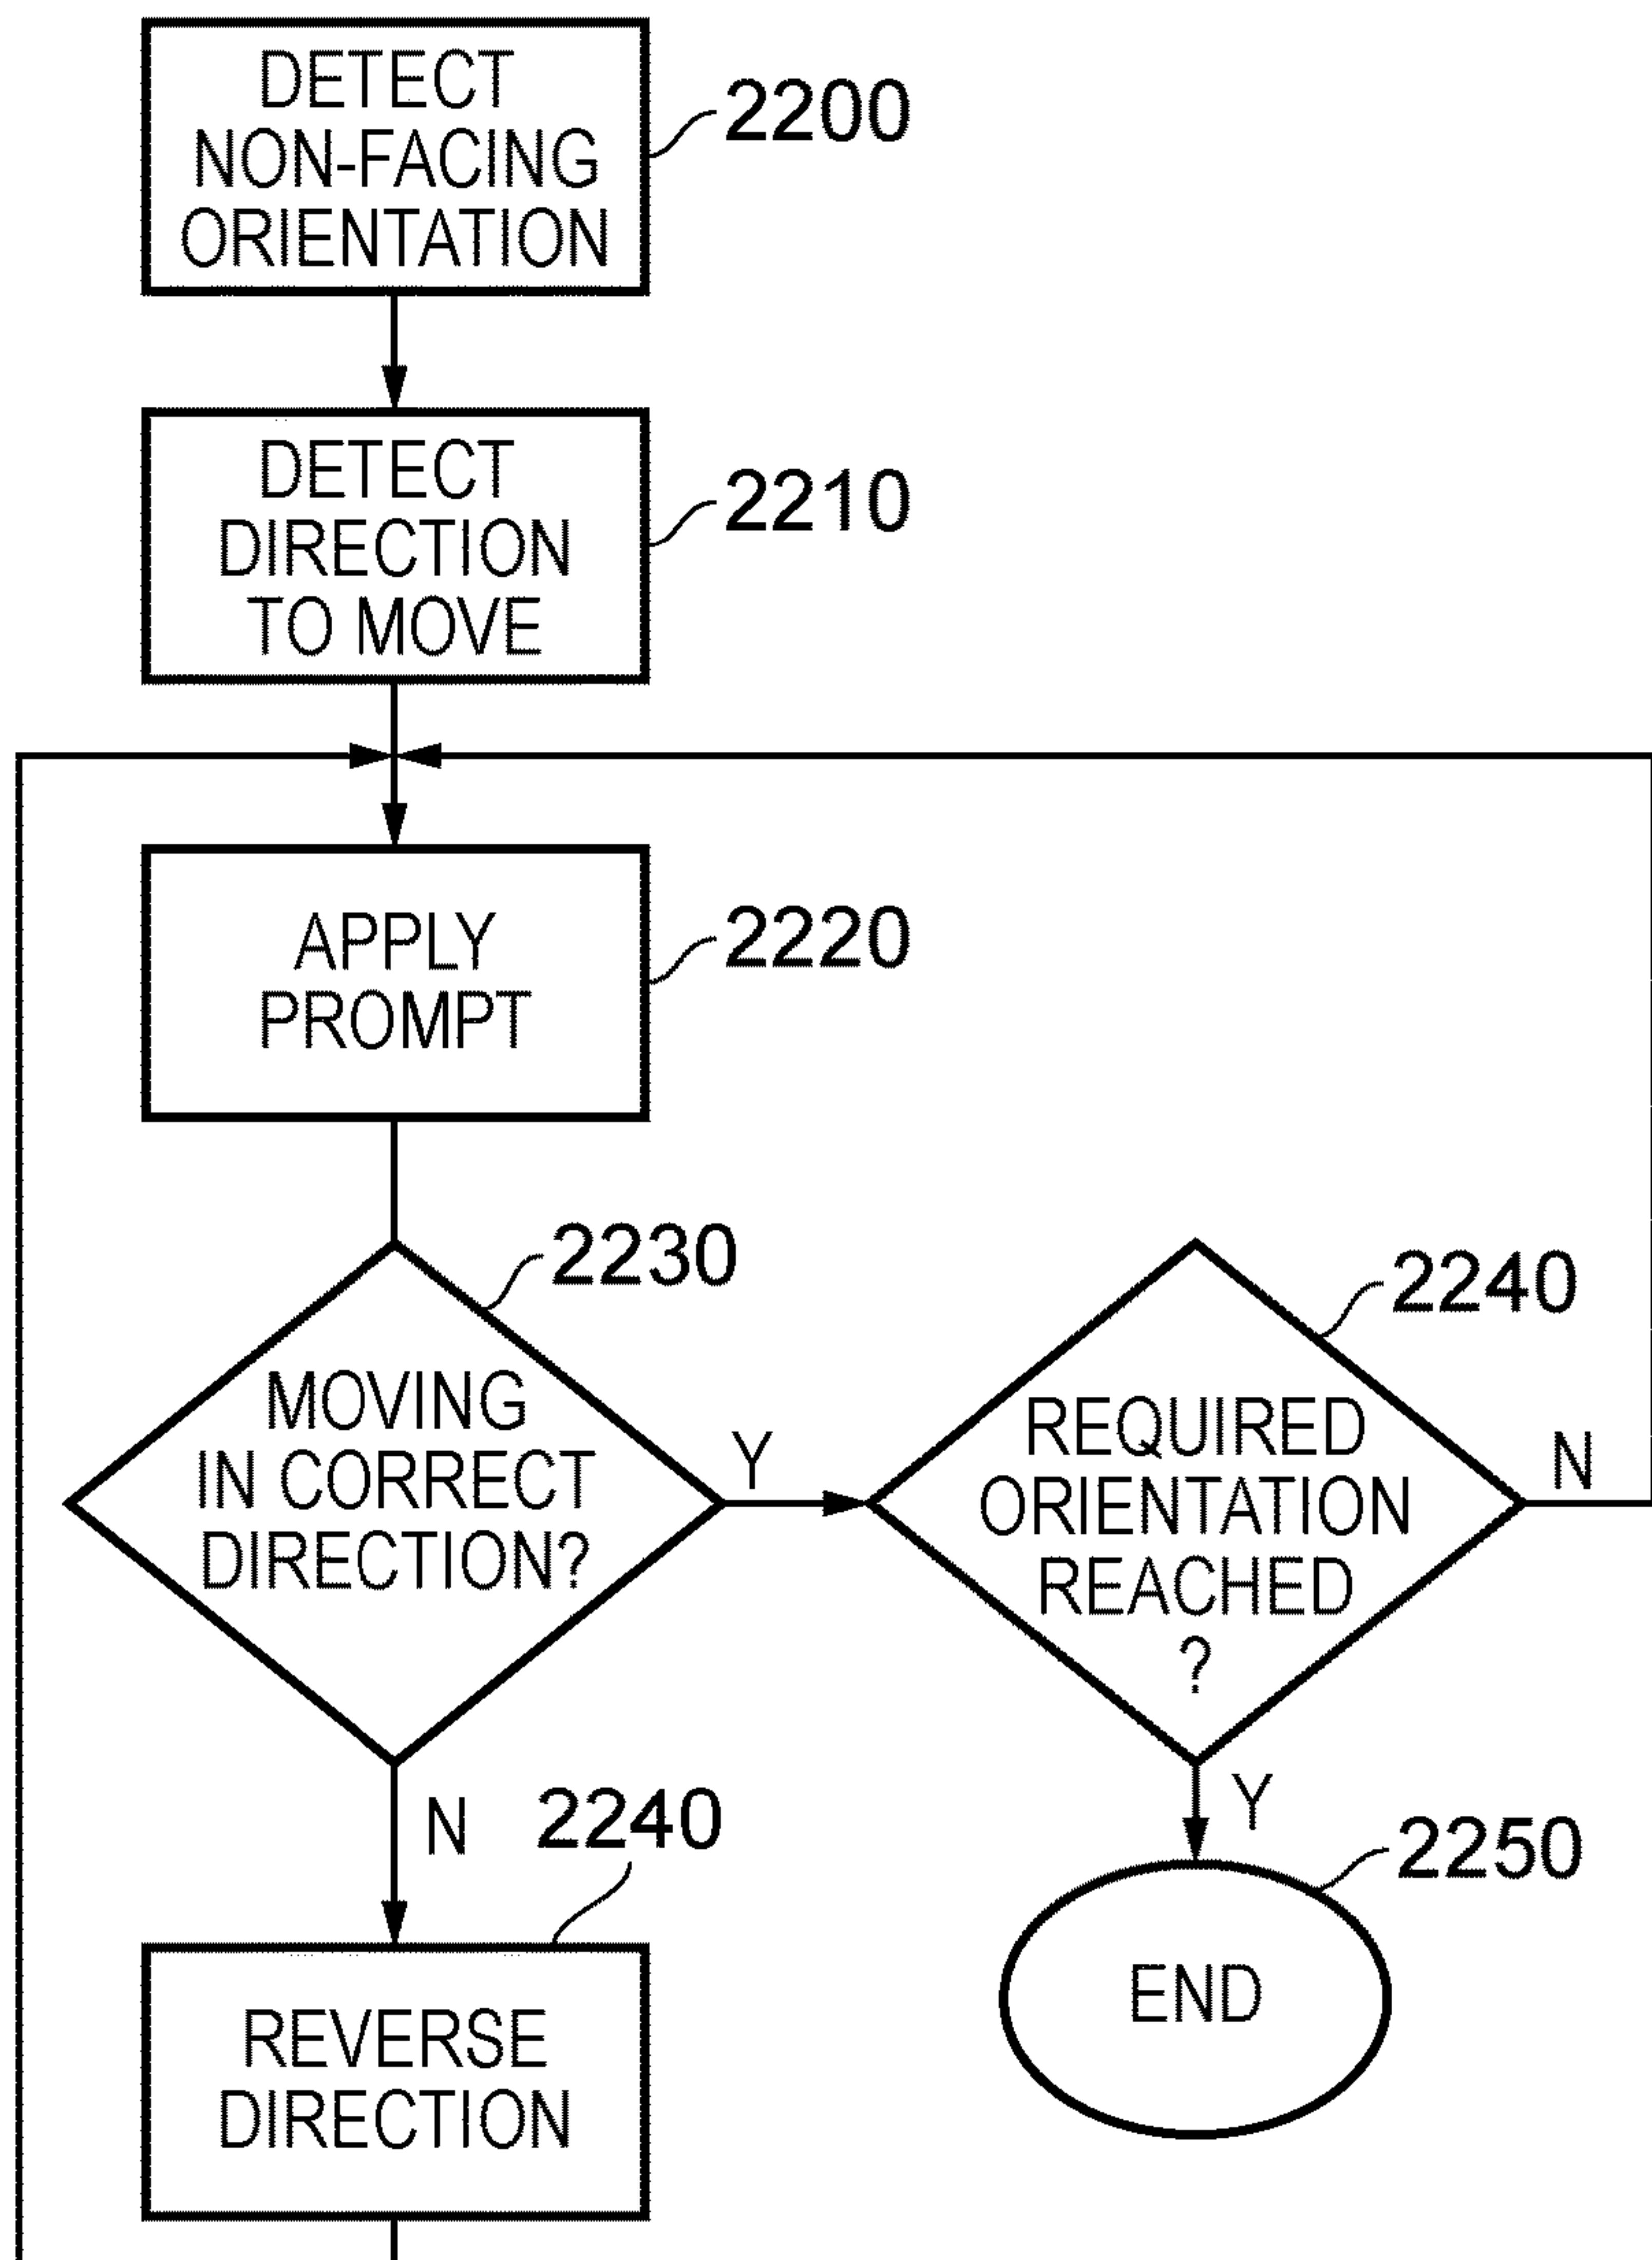 DETECT
NON-FACING
ORIENTATION
2200
DETECT
DIRECTION
TO MOVE
2210
APPLY
PROMPT
2220
MOVING
IN CORRECT
DIRECTION?
2230
Y
N
REQUIRED
ORIENTATION
REACHED
?
2240
N
Y
2240
REVERSE
DIRECTION
END
2250